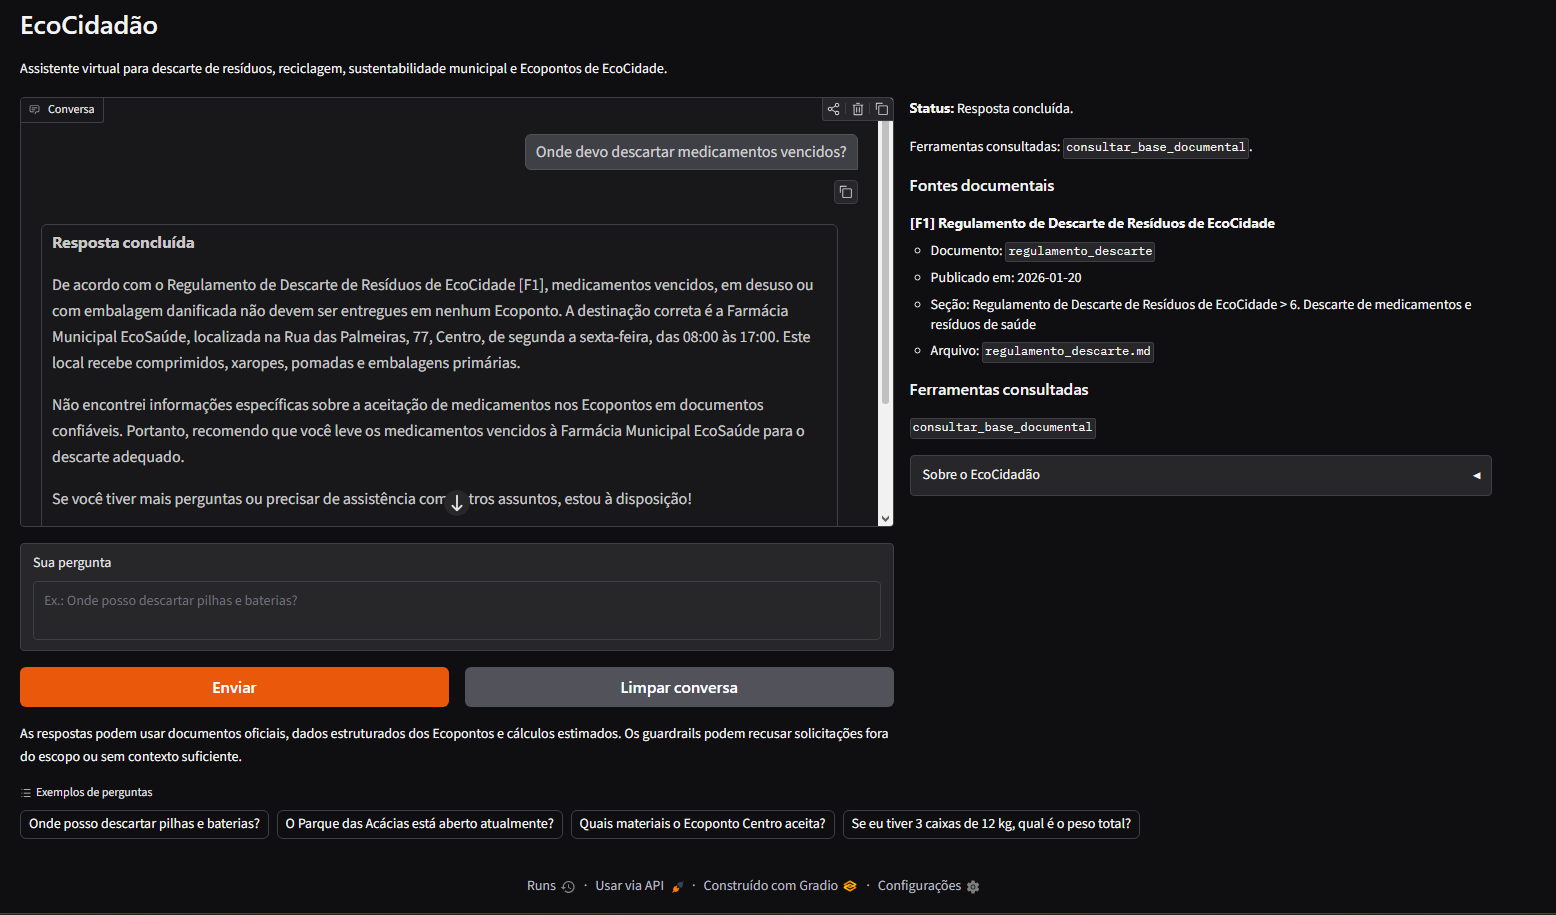 EcoCidadão
Assistente virtual para descarte de resíduos, reciclagem, sustentabilidade municipal e Ecopontos de EcoCidade.
Conversa
Onde devo descartar medicamentos vencidos?
Resposta concluída
De acordo com o Regulamento de Descarte de Resíduos de EcoCidade [F1], medicamentos vencidos, em desuso ou
com embalagem danificada não devem ser entregues em nenhum Ecoponto. A destinação correta é a Farmácia
Municipal EcoSaúde, localizada na Rua das Palmeiras, 77, Centro, de segunda a sexta-feira, das 08:00 às 17:00. Este
local recebe comprimidos, xaropes, pomadas e embalagens primárias.
Não encontrei informações específicas sobre a aceitação de medicamentos nos Ecopontos em documentos
confiáveis. Portanto, recomendo que você leve os medicamentos vencidos à Farmácia Municipal EcoSaúde para o
descarte adequado.
Se você tiver mais perguntas ou precisar de assistência com tros assuntos, estou à disposição!
Sua pergunta
Ex.: Onde posso descartar pilhas e baterias?
Enviar
Limpar conversa
As respostas podem usar documentos oficiais, dados estruturados dos Ecopontos e cálculos estimados. Os guardrails podem recusar solicitações fora
do escopo ou sem contexto suficiente.
Exemplos de perguntas
Onde posso descartar pilhas e baterias?
O Parque das Acácias está aberto atualmente?
Quais materiais o Ecoponto Centro aceita?
Se eu tiver 3 caixas de 12 kg, qual é o peso total?
Status: Resposta concluída.
Ferramentas consultadas: consultar_base_documental.
Fontes documentais
[F1] Regulamento de Descarte de Resíduos de EcoCidade
Documento: regulamento_descarte
Publicado em: 2026-01-20
Seção: Regulamento de Descarte de Resíduos de EcoCidade > 6. Descarte de medicamentos e
resíduos de saúde
Arquivo: regulamento_descarte.md
Ferramentas consultadas
consultar_base_documental
Sobre o EcoCidadão
Runs · Usar via API · Construído com Gradio · Configurações